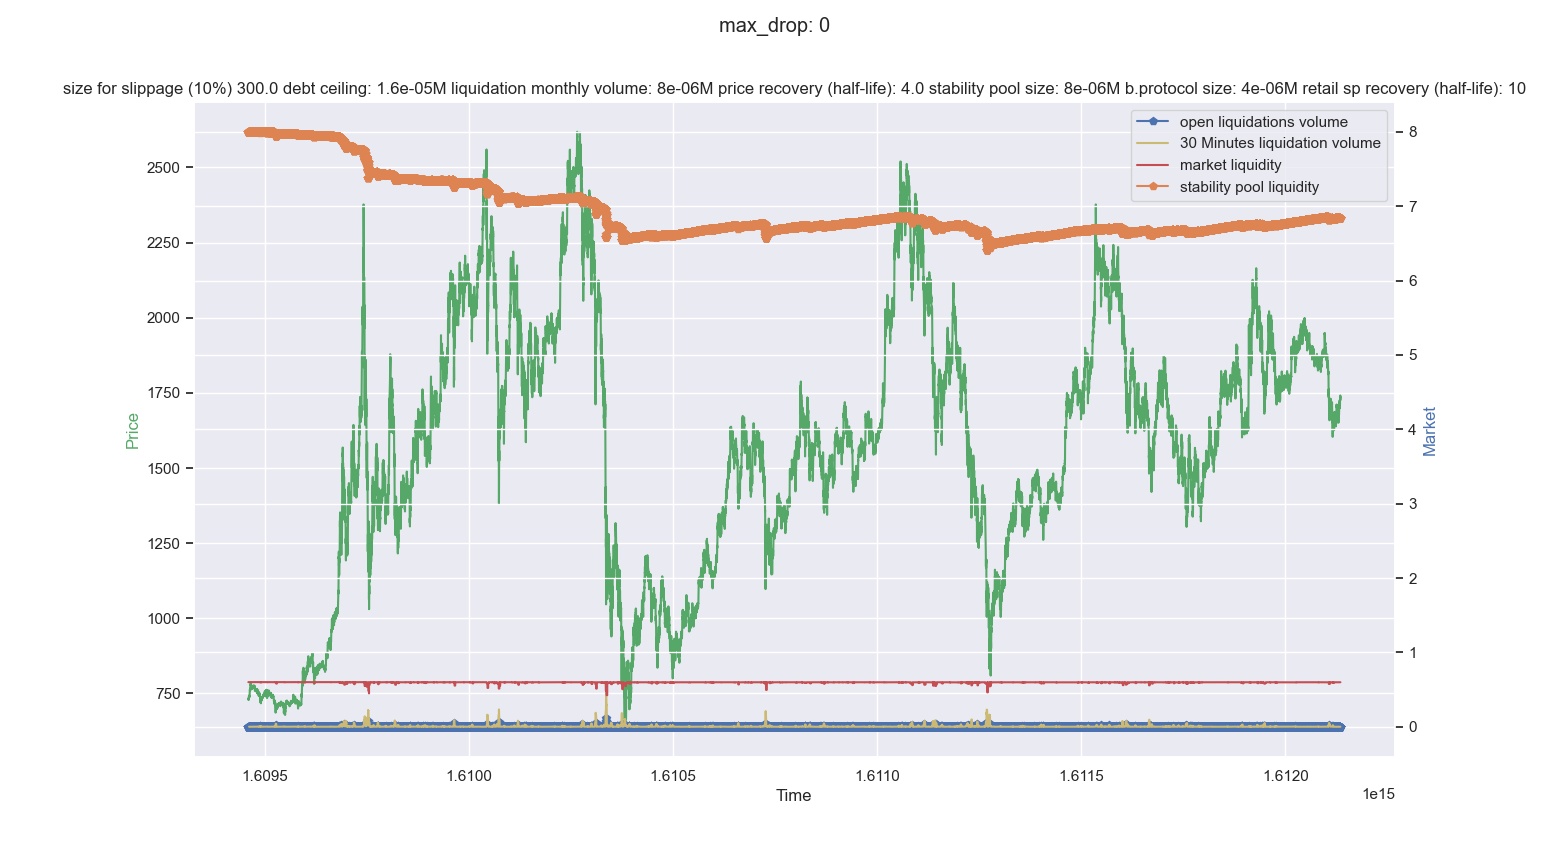 max_drop: 0
size for slippage (10%) 300.0 debt ceiling: 1.6e-05M liquidation monthly volume: 8e-06M price recovery (half-life): 4.0 stability pool size: 8e-06M b.protocol size: 4e-06M retail sp recovery (half-life): 10
open liquidations volume
30 Minutes liquidation volume
market liquidity
stability pool liquidity
2500
2250
2000
1750
1500
1250
1000
750
Price
8
7
6
5
4
3
2
1
0
Market
1.6095
1.6100
1.6105
1.6110
1.6115
1.6120
1e15
Time